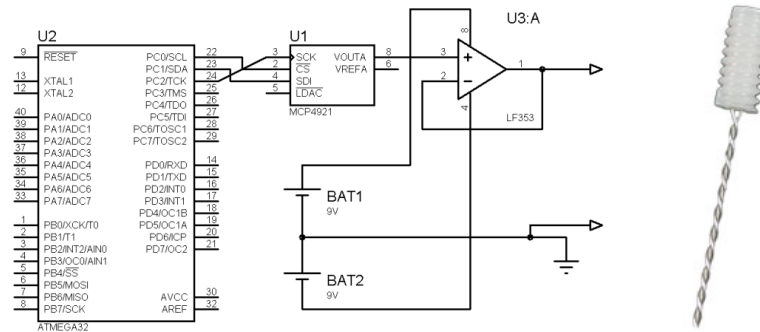 U2
9 RESET PC0/SCL 22
PC1/SDA 23
13 XTAL1 PC2/TCK 24
12 XTAL2 PC3/TMS 25
PC4/TDO 26
40 PA0/ADC0 PC5/TDI 27
39 PA1/ADC1 PC6/TOSC1 28
38 PA2/ADC2 PC7/TOSC2 29
37 PA3/ADC3
36 PA4/ADC4 PD0/RXD 14
35 PA5/ADC5 PD1/TXD 15
34 PA6/ADC6 PD2/INT0 16
33 PA7/ADC7 PD3/INT1 17
PD4/OC1B 18
1 PB0/XCK/T0 PD5/OC1A 19
2 PB1/T1 PD6/ICP 20
3 PB2/INT2/AIN0 PD7/OC2 21
4 PB3/OC0/AIN1
5 PB4/SS
6 PB5/MOSI
7 PB6/MISO AVCC 30
8 PB7/SCK AREF 32
ATMEGA32
U1
3 SCK VOUTA 8
2 CS VREFA 6
4 SDI
5 LDAC
MCP4921
U3:A
8
3
1
2
4
LF353
BAT1
9V
BAT2
9V